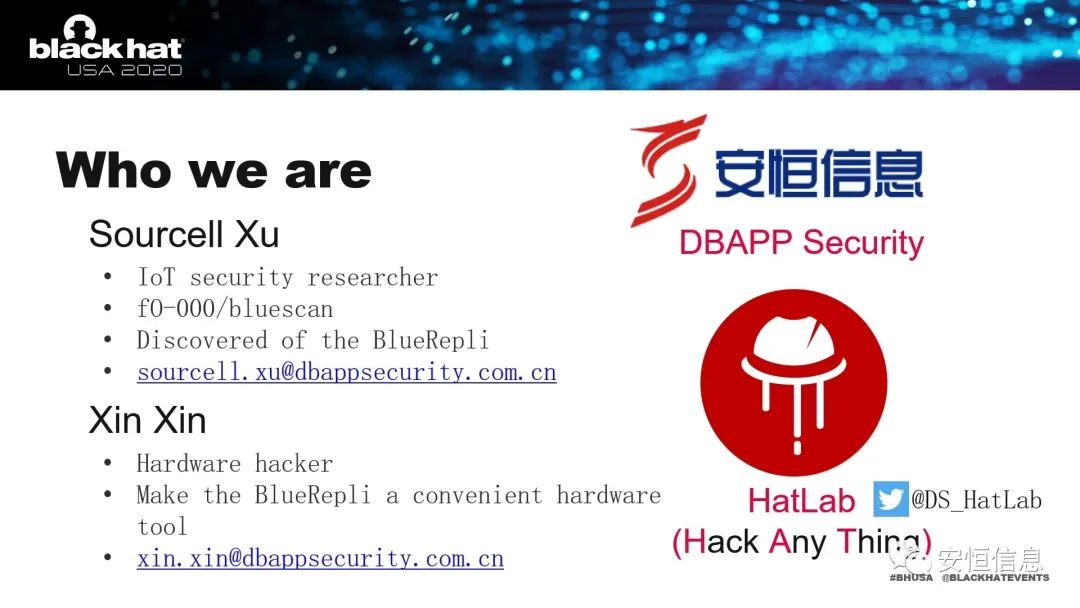 black hat
USA 2020
Who we are
Sourcell Xu
• IoT security researcher
• fO-000/bluescan
• Discovered of the BlueRepli
• sourcell.xu@dbappsecurity.com.cn
Xin Xin
• Hardware hacker
• Make the BlueRepli a convenient hardware
tool
• xin.xin@dbappsecurity.com.cn
安恒信息
DBAPP Security
HatLab
@DS_HatLab
(Hack Any Thing)
安恒信息
#BHUSA @BLACKHATEVENTS